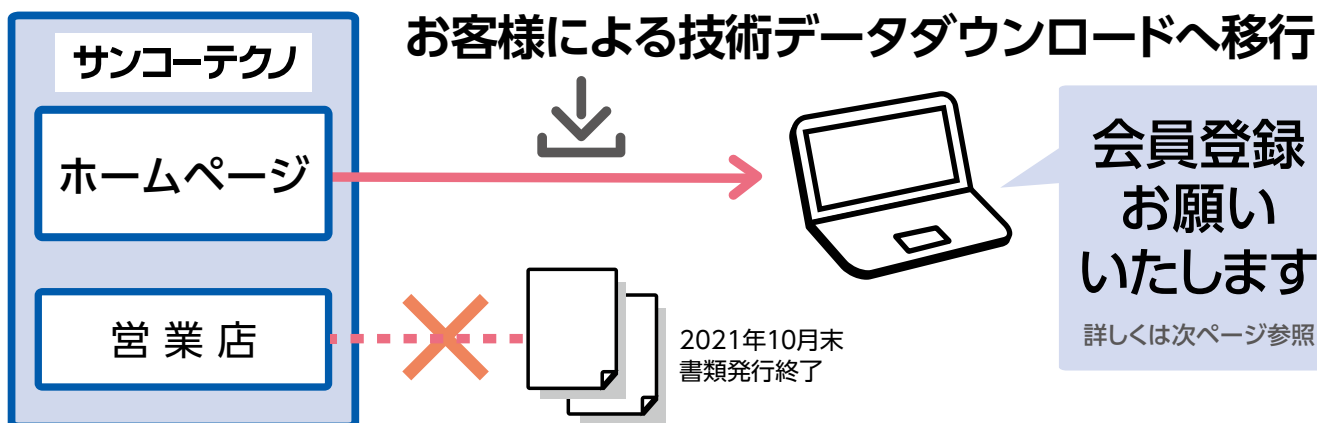 お客様による技術データダウンロードへ移行
サンコーテクノ
ホームページ
会員登録
お願い
いたします
詳しくは次ページ参照
営業店
2021年10月末
書類発行終了